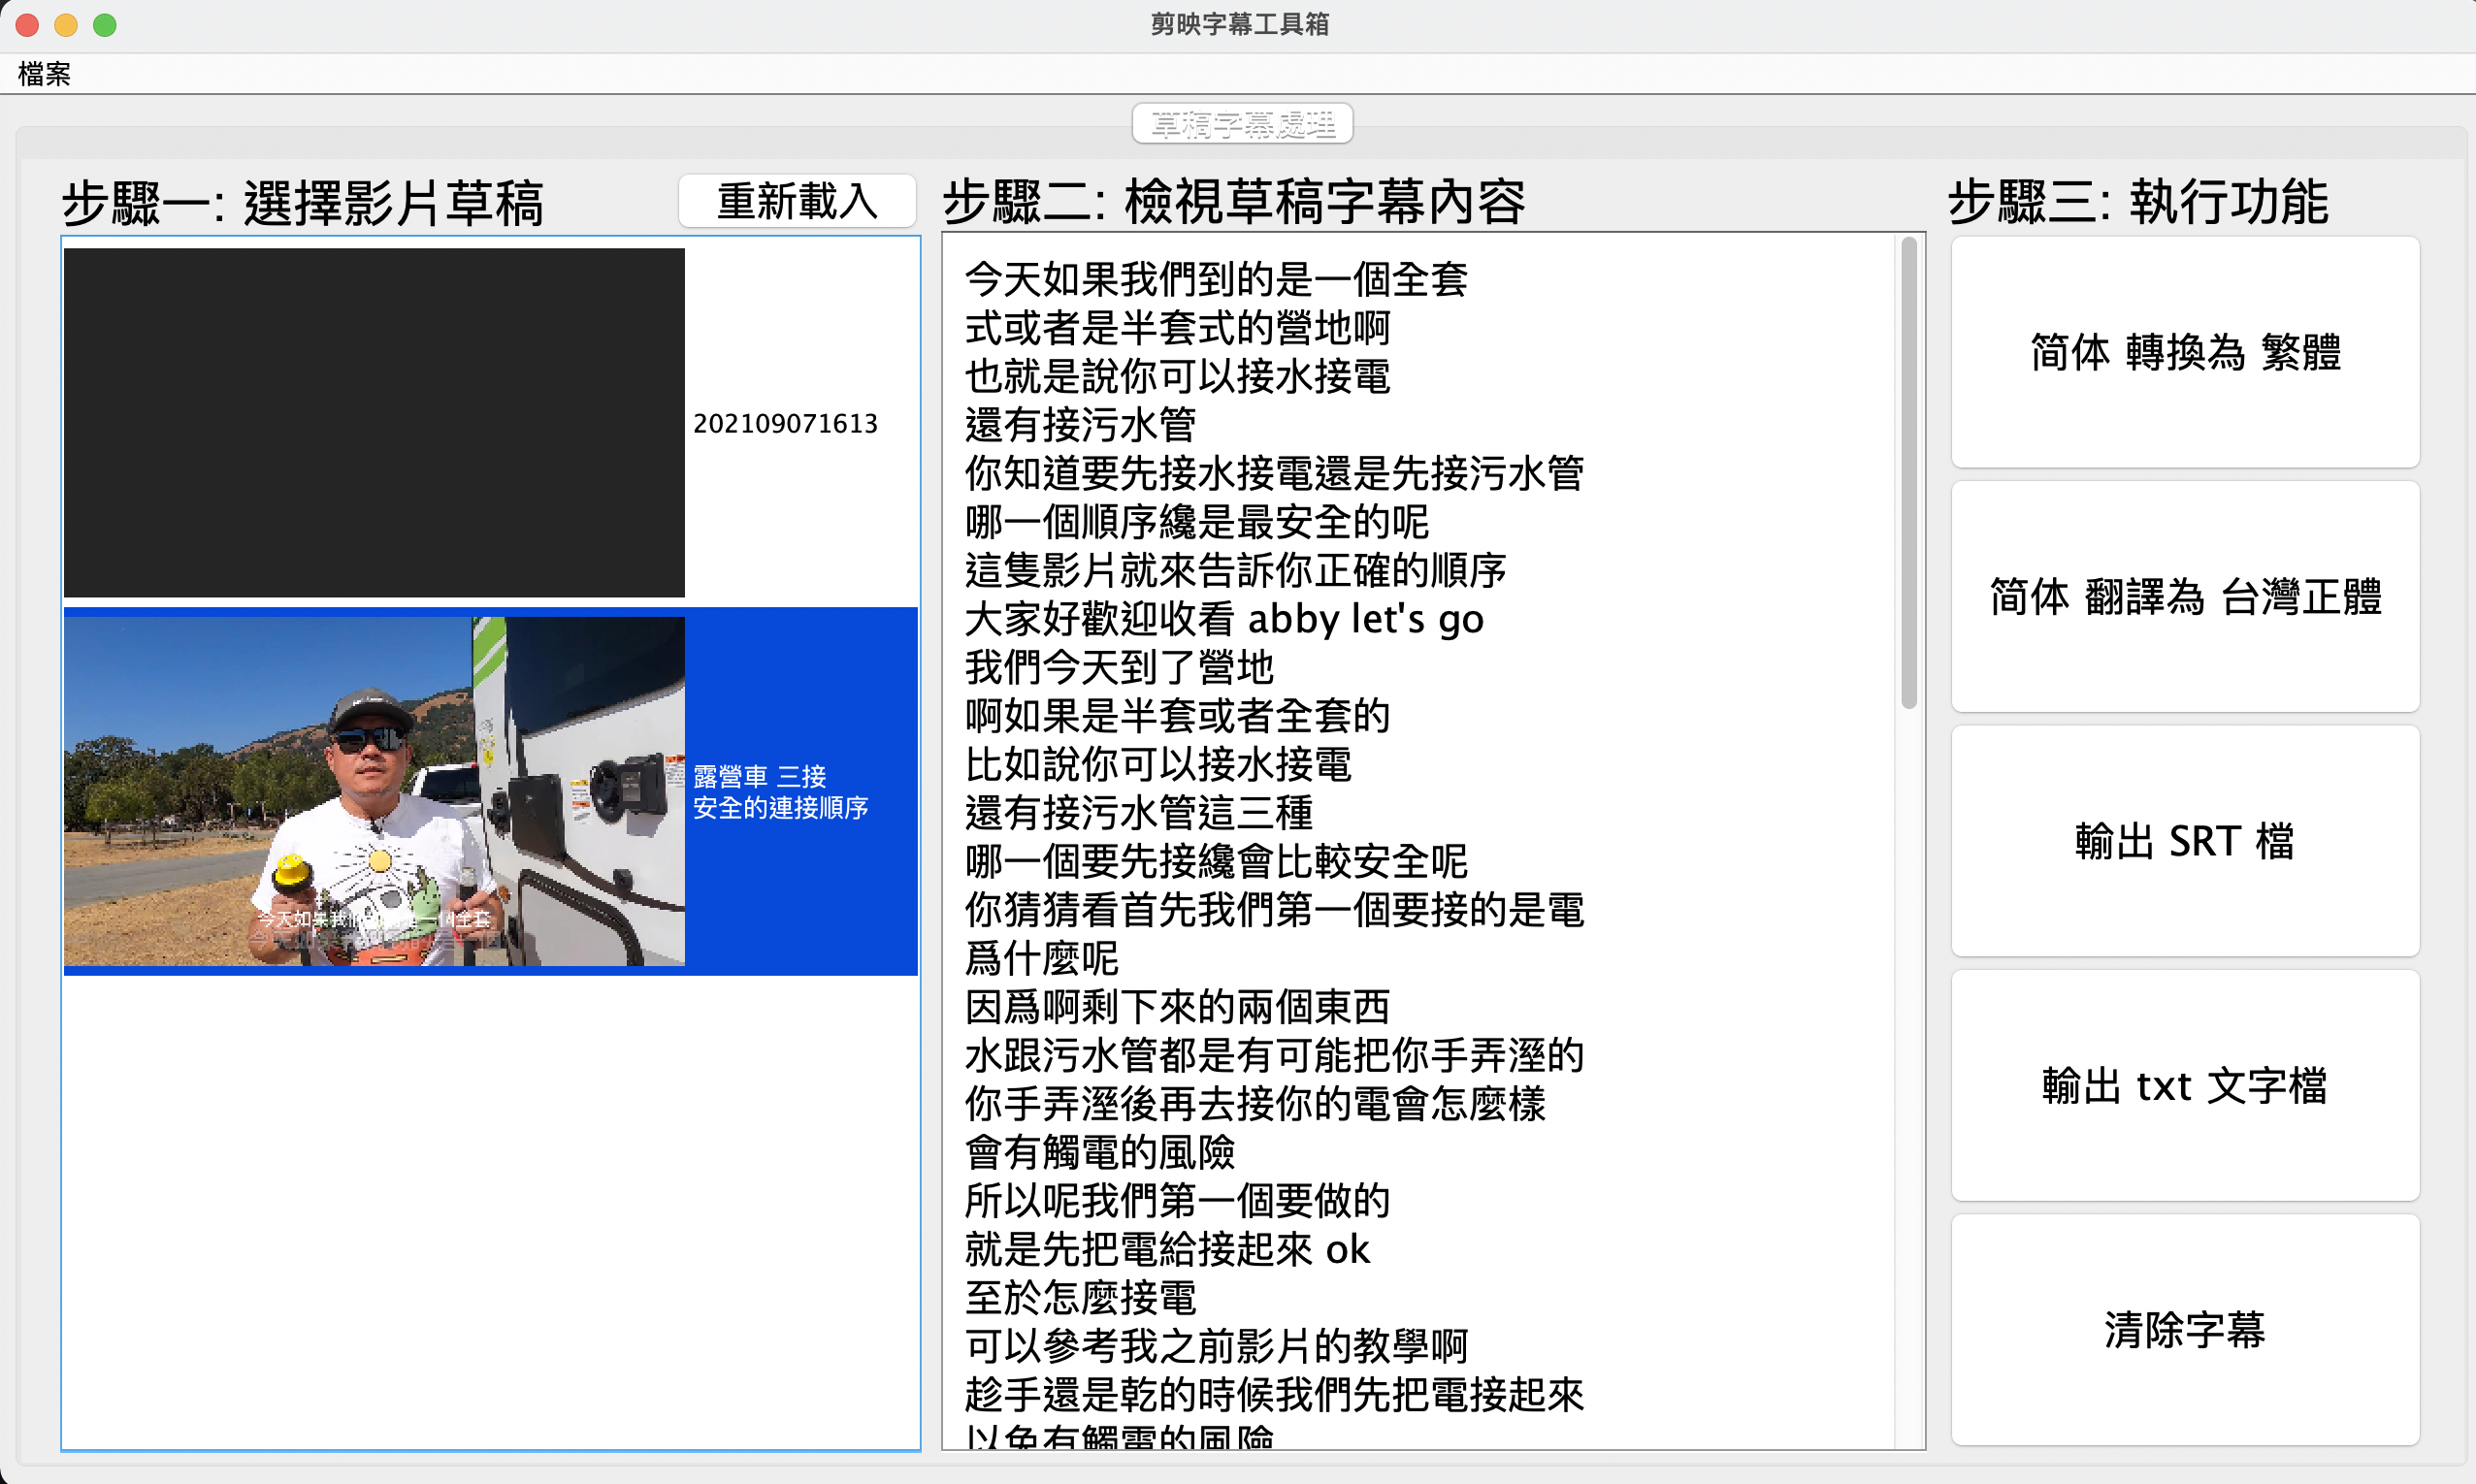 剪映字幕工具箱
檔案
草稿字幕處理
步驟一: 選擇影片草稿
重新載入
202109071613
露營車 三接
安全的連接順序
今天如果我們到的是一個全套
步驟二: 檢視草稿字幕內容
今天如果我們到的是一個全套
式或者是半套式的營地啊
也就是說你可以接水接電
還有接污水管
你知道要先接水接電還是先接污水管
哪一個順序纔是最安全的呢
這隻影片就來告訴你正確的順序
大家好歡迎收看 abby let's go
我們今天到了營地
啊如果是半套或者全套的
比如說你可以接水接電
還有接污水管這三種
哪一個要先接纔會比較安全呢
你猜猜看首先我們第一個要接的是電
爲什麼呢
因爲啊剩下來的兩個東西
水跟污水管都是有可能把你手弄溼的
你手弄溼後再去接你的電會怎麼樣
會有觸電的風險
所以呢我們第一個要做的
就是先把電給接起來 ok
至於怎麼接電
可以參考我之前影片的教學啊
趁手還是乾的時候我們先把電接起來
以免有觸電的風險
步驟三: 執行功能
简体 轉換為 繁體
简体 翻譯為 台灣正體
輸出 SRT 檔
輸出 txt 文字檔
清除字幕